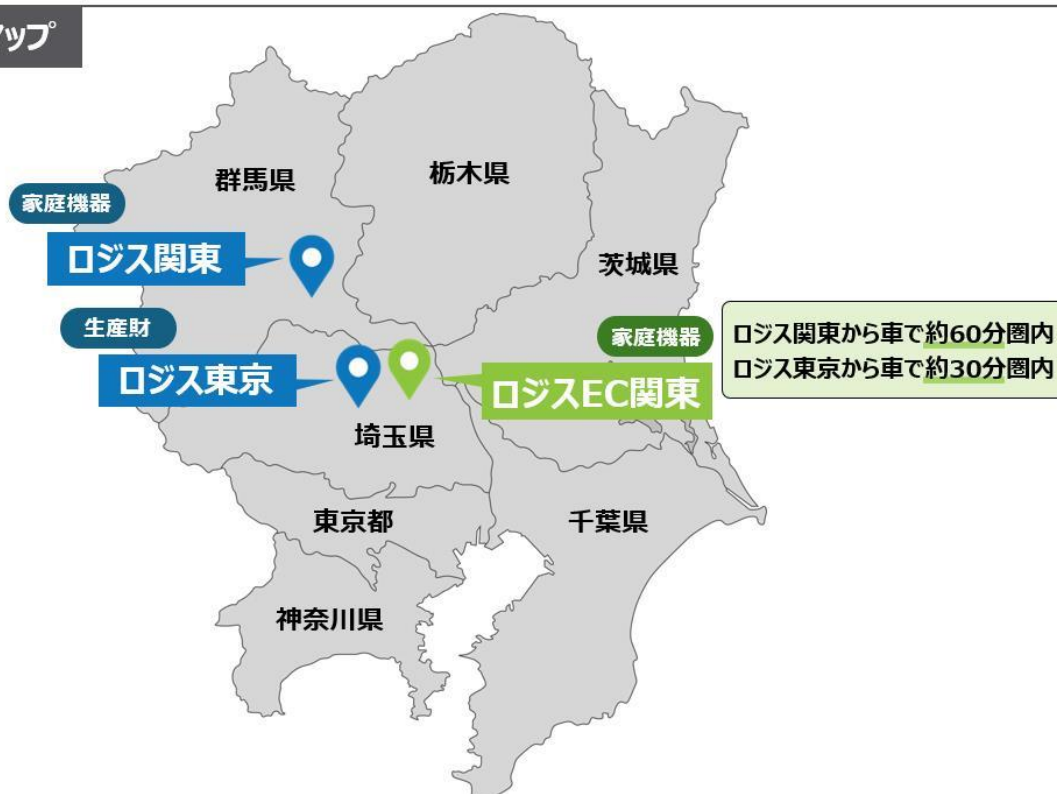 マップ
群馬県
栃木県
家庭機器
ロジス関東
茨城県
生産財
家庭機器
ロジス関東から車で約60分圏内
ロジス東京から車で約30分圏内
ロジス東京
ロジスEC関東
埼玉県
東京都
千葉県
神奈川県